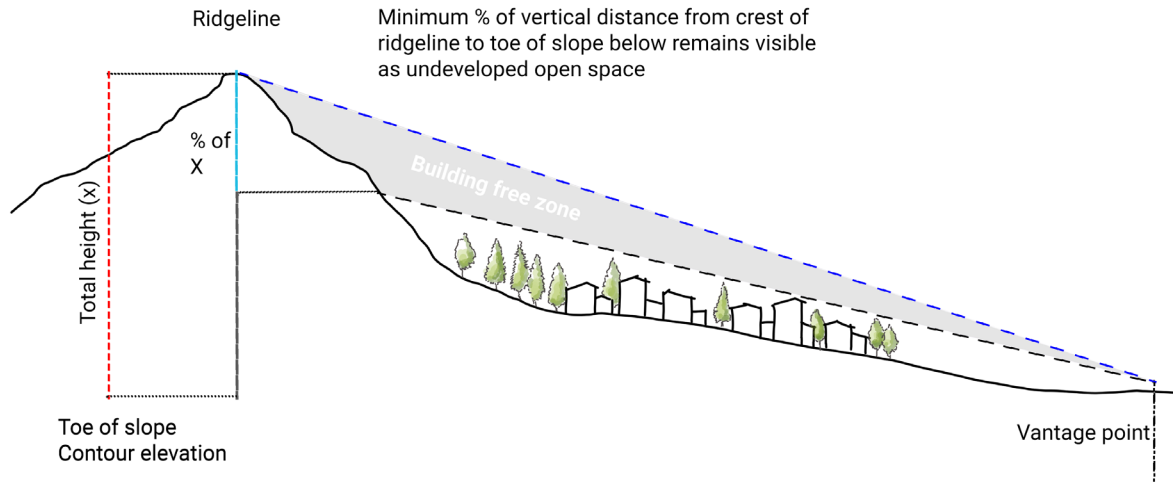 Ridgeline
Minimum % of vertical distance from crest of
ridgeline to toe of slope below remains visible
as undeveloped open space
% of
X
Building free zone
Total height (x)
Toe of slope
Contour elevation
Vantage point